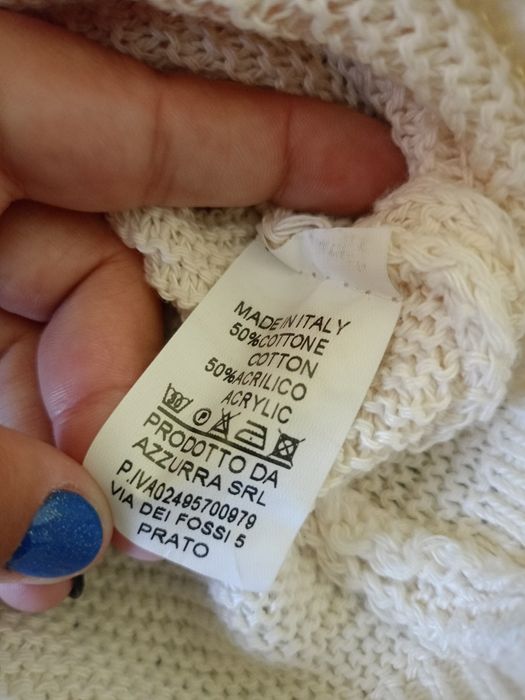 MADE IN ITALY
50%COTTONE
COTTON
50%ACRILICO
ACRYLIC
30 P
PRODOTTO DA
AZZURRA SRL
P.IVA02495700979
VIA DEI FOSSI 5
PRATO